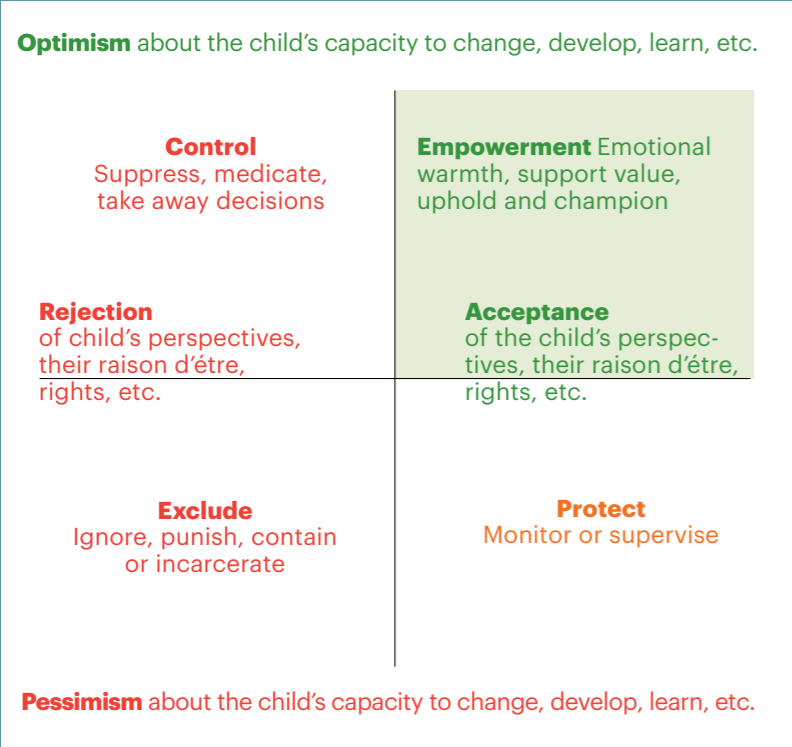 Optimism about the child’s capacity to change, develop, learn, etc.
Control
Suppress, medicate,
take away decisions
Empowerment Emotional
warmth, support value,
uphold and champion
Rejection
of child’s perspectives,
their raison d’étre,
rights, etc.
Acceptance
of the child’s perspec-
tives, their raison d’étre,
rights, etc.
Exclude
Ignore, punish, contain
or incarcerate
Protect
Monitor or supervise
Pessimism about the child’s capacity to change, develop, learn, etc.